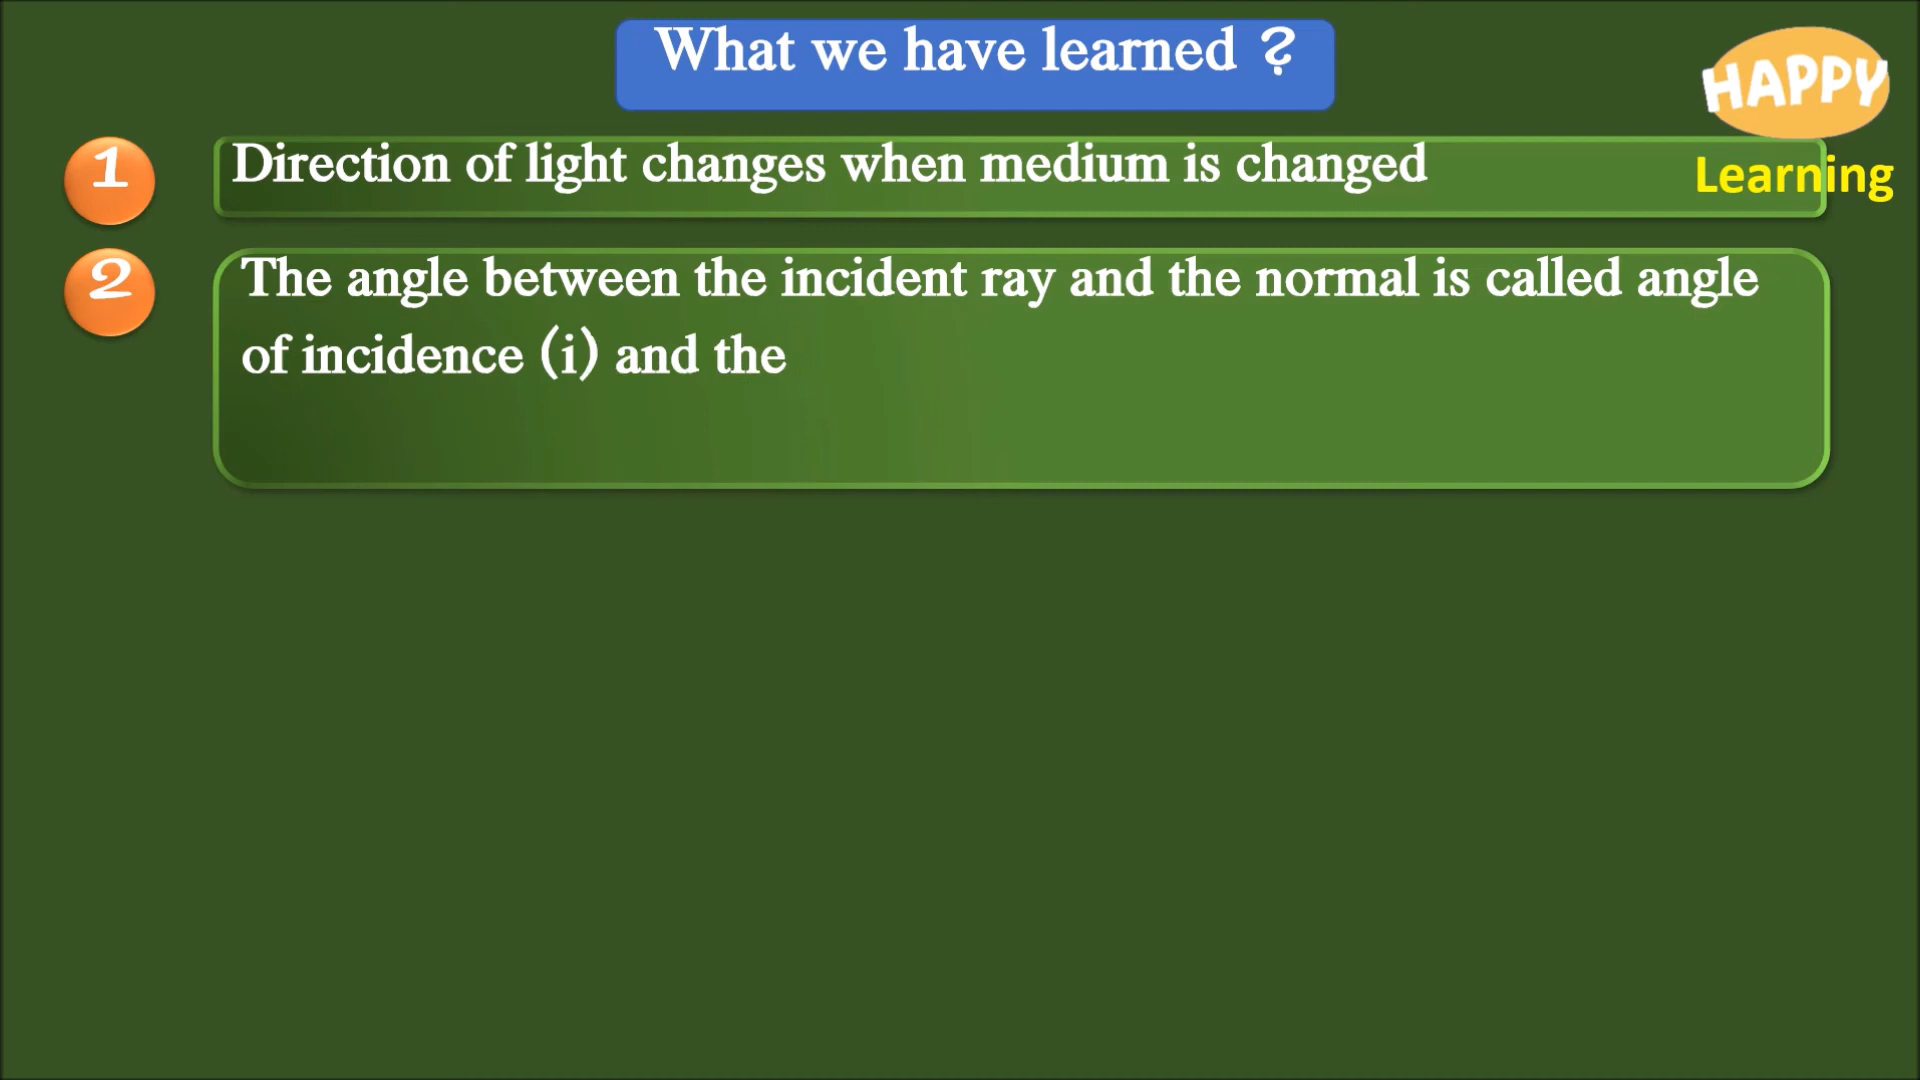 What we have learned ?
HAPPY
Learning
1
Direction of light changes when medium is changed
2
The angle between the incident ray and the normal is called angle
of incidence (i) and the